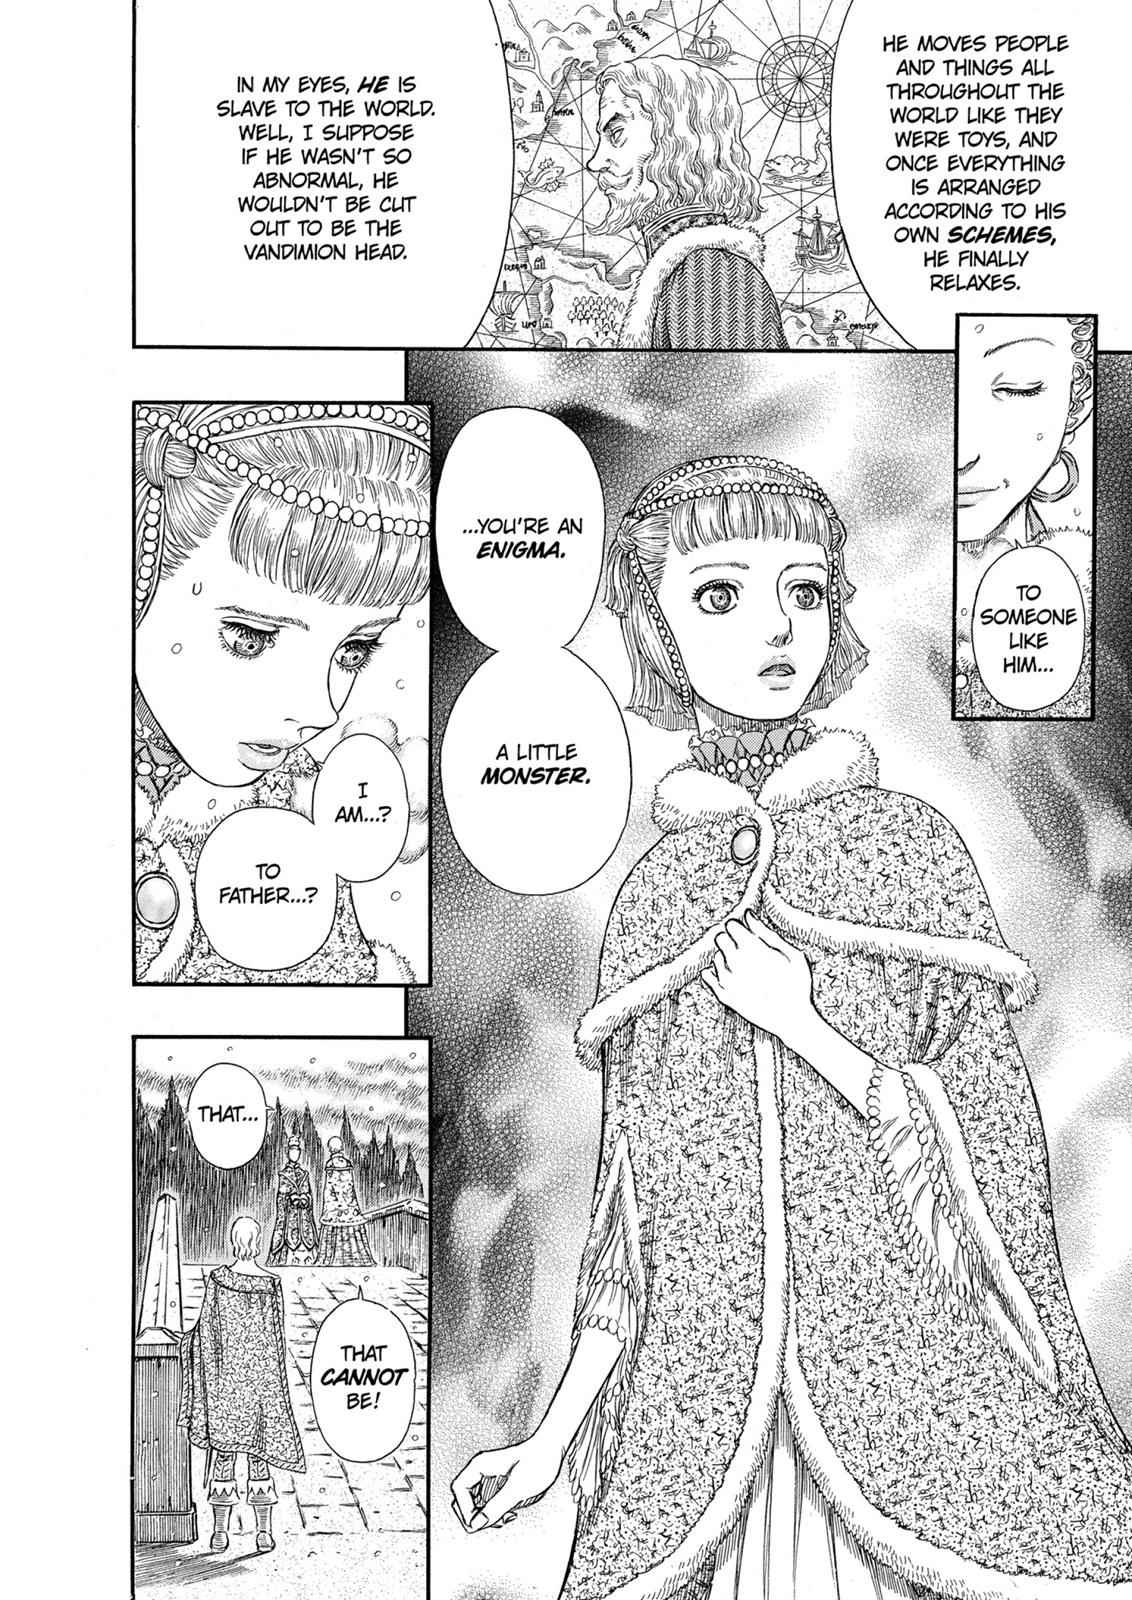 HE MOVES PEOPLE
AND THINGS ALL
THROUGHOUT THE
WORLD LIKE THEY
WERE TOYS, AND
ONCE EVERYTHING
IS ARRANGED
ACCORDING TO HIS
OWN SCHEMES,
HE FINALLY
RELAXES.
IN MY EYES, HE IS
SLAVE TO THE WORLD.
WELL, I SUPPOSE
IF HE WASN'T SO
ABNORMAL, HE
WOULDN'T BE CUT
OUT TO BE THE
VANDIMION HEAD.
TO
SOMEONE
LIKE
HIM...
...YOU'RE AN
ENIGMA.
A LITTLE
MONSTER.
I
AM...?
TO
FATHER...?
THAT...
THAT
CANNOT
BE!